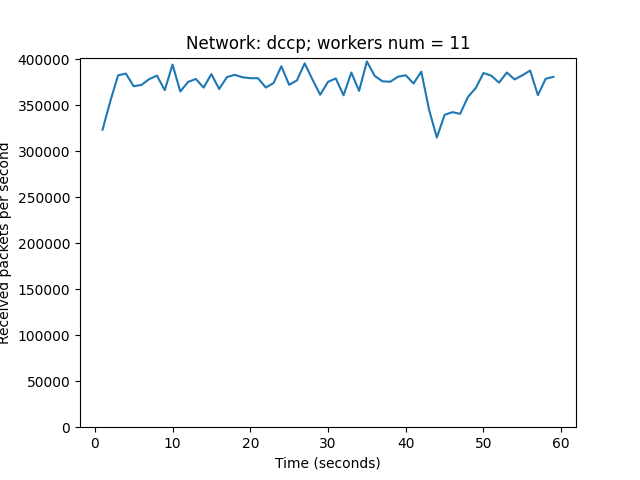 Network: dccp; workers num = 11
400000
350000
300000
250000
200000
150000
100000
50000
0
Received packets per second
0 10 20 30 40 50 60
Time (seconds)